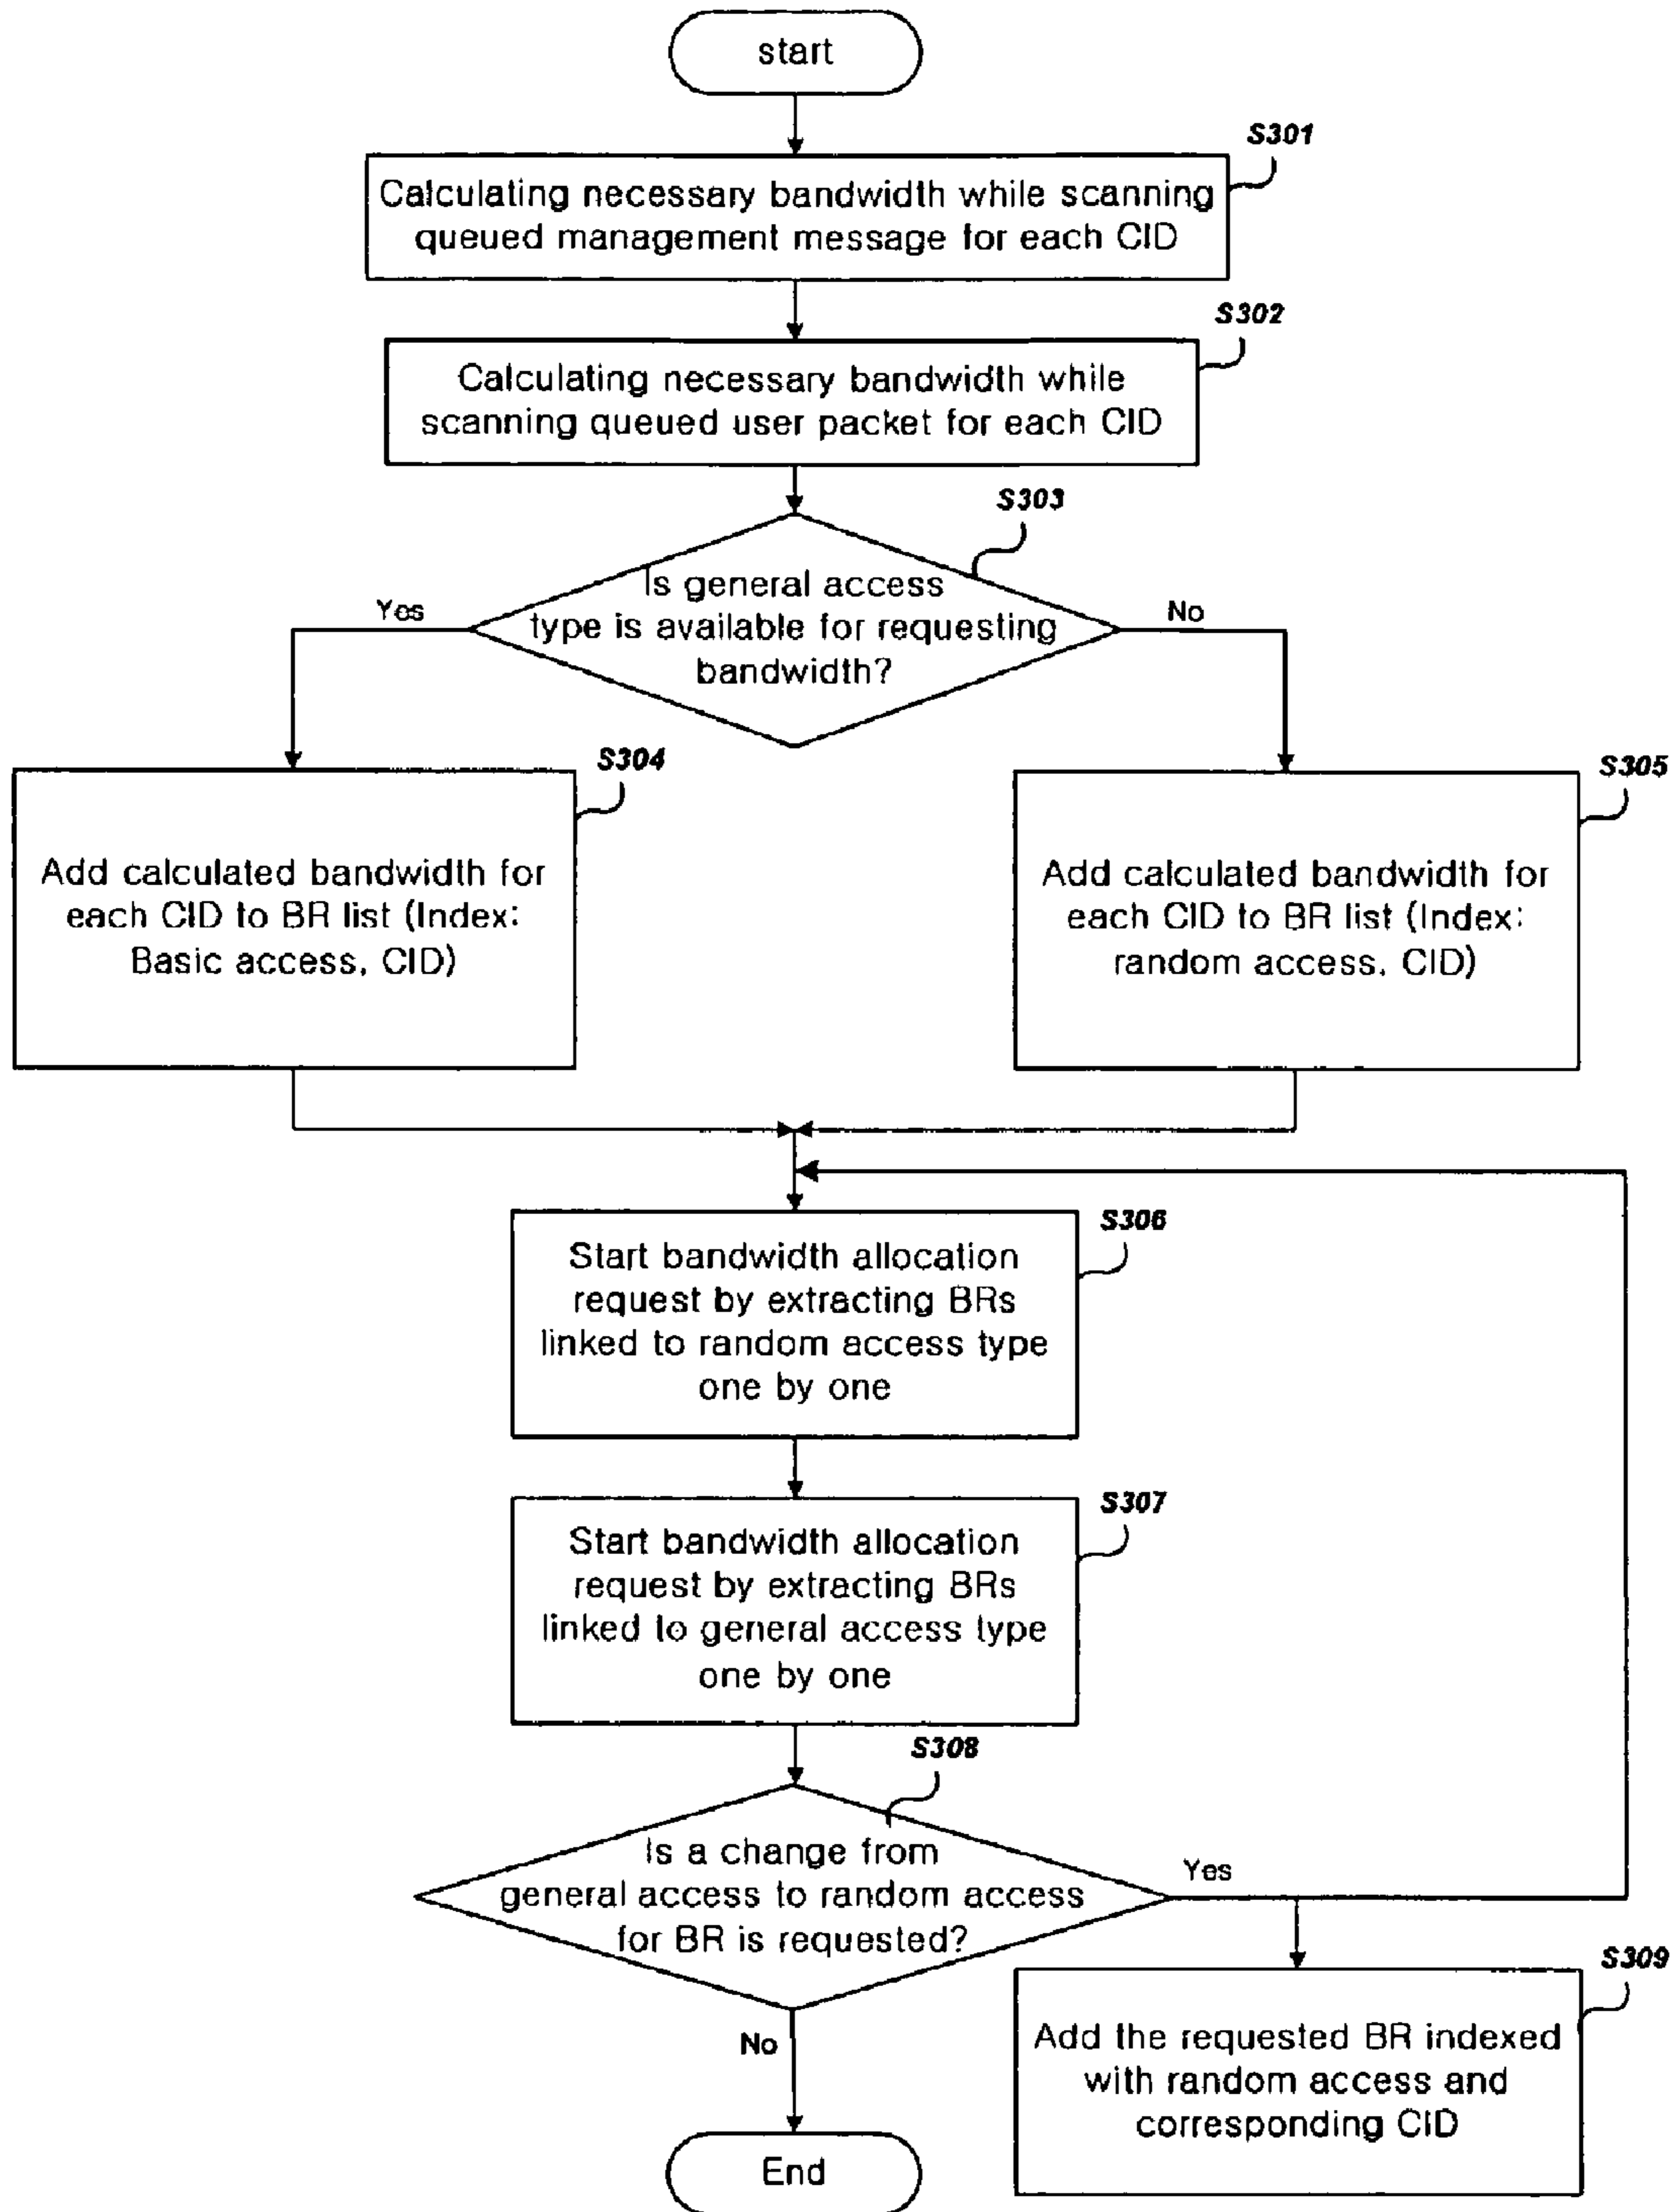 start
S301
Calculating necessary bandwidth while scanning
queued management message for each CID
S302
Calculating necessary bandwidth while
scanning queued user packet for each CID
S303
Is general access
type is available for requesting
bandwidth?
Yes
No
S304
Add calculated bandwidth for
each CID to BR list (Index:
Basic access, CID)
S305
Add calculated bandwidth for
each CID to BR list (Index:
random access, CID)
S306
Start bandwidth allocation
request by extracting BRs
linked to random access type
one by one
S307
Start bandwidth allocation
request by extracting BRs
linked to general access type
one by one
S308
Is a change from
general access to random access
for BR is requested?
Yes
No
S309
Add the requested BR indexed
with random access and
corresponding CID
End